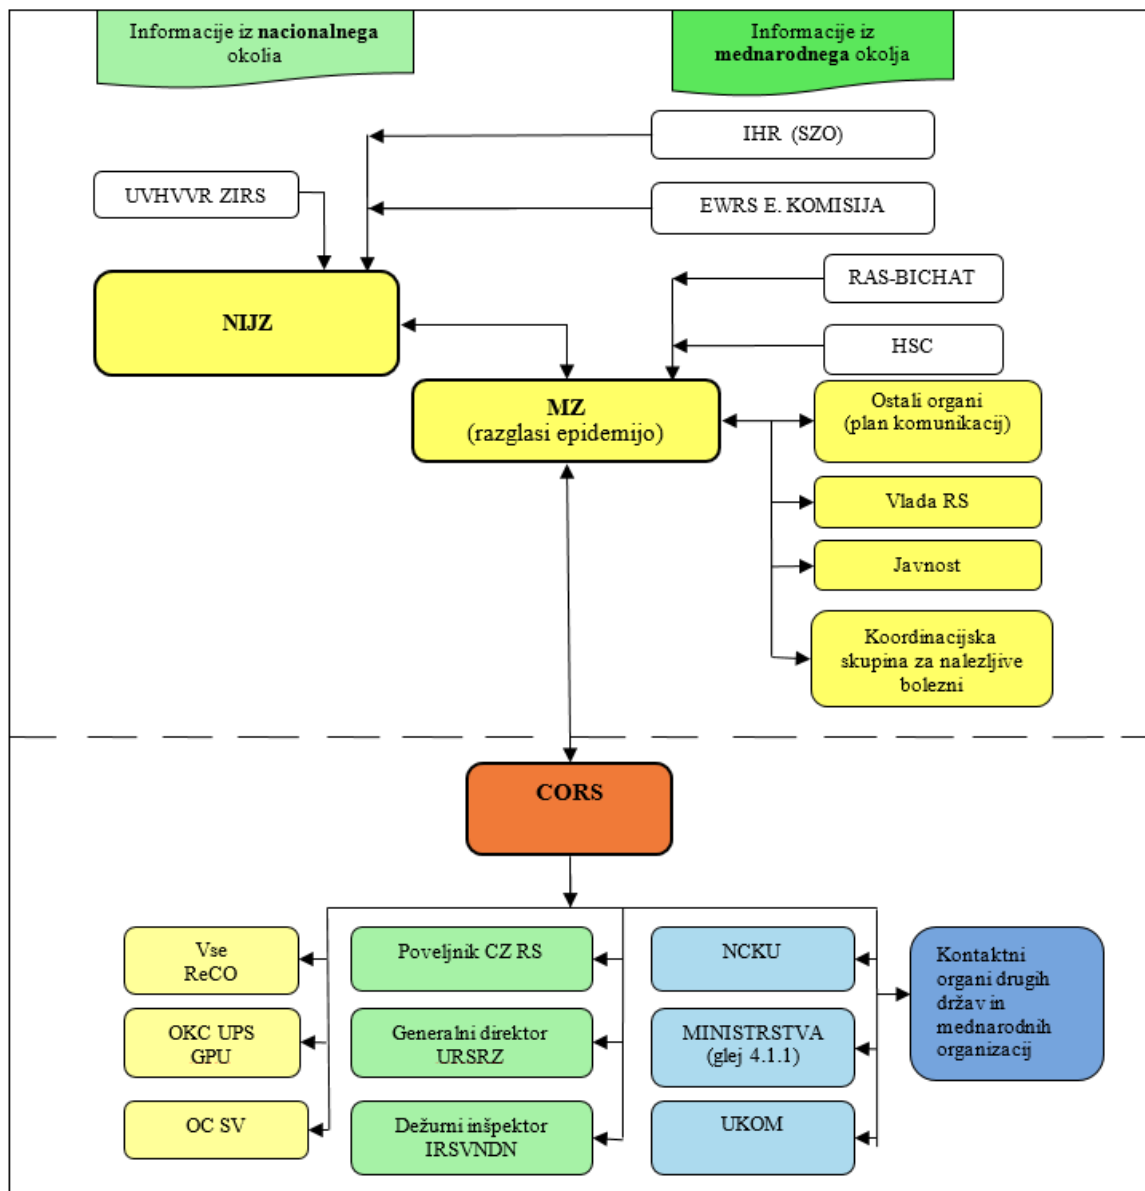 Informacije iz nacionalnega
okolia
Informacije iz
mednarodnega okolja
IHR (SZO)
UVHVVR ZIRS
EWRS E. KOMISIJA
RAS-BICHAT
NIJZ
HSC
MZ
(razglasi epidemijo)
Ostali organi
(plan komunikacij)
Vlada RS
Javnost
Koordinacijska
skupina za nalezljive
bolezni
CORS
Vse
ReCO
Poveljnik CZ RS
NCKU
Kontaktni
organi drugih
držav in
mednarodnih
organizacij
OKC UPS
GPU
Generalni direktor
URSRZ
MINISTRSTVA
(glej 4.1.1)
OC SV
Dežurni inšpektor
IRSVNDN
UKOM